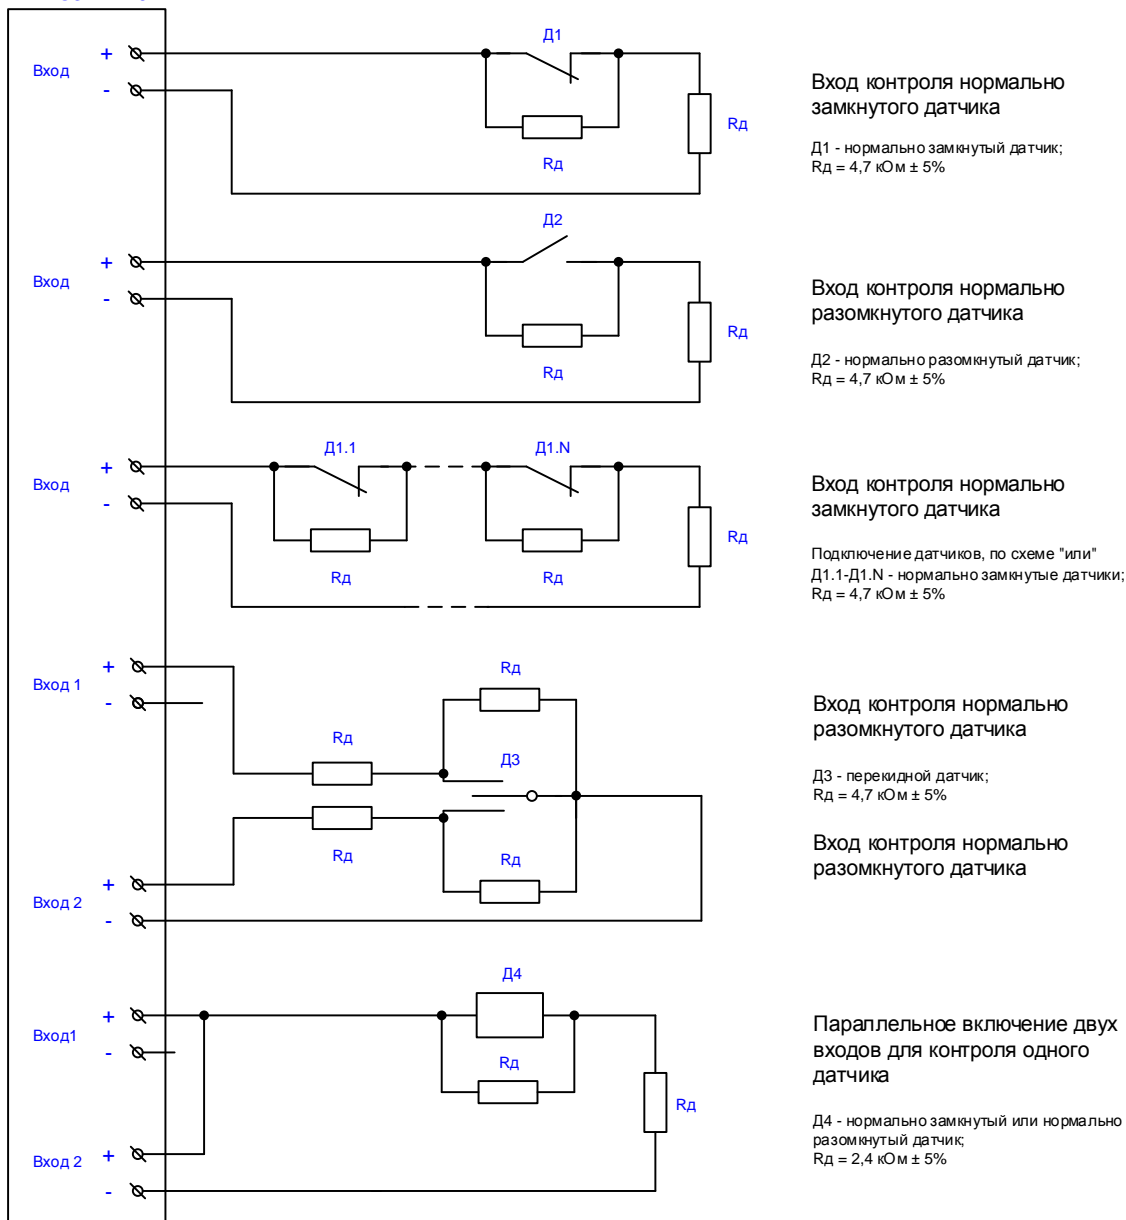 Д1
+
Вход
-
Rд
Rд
Вход контроля нормально
замкнутого датчика
Д1 - нормально замкнутый датчик;
Rд = 4,7 кОм ± 5%
Д2
+
Вход
-
Rд
Rд
Вход контроля нормально
разомкнутого датчика
Д2 - нормально разомкнутый датчик;
Rд = 4,7 кОм ± 5%
Д1.1
Д1.N
+
Вход
-
Rд
Rд
Rд
Вход контроля нормально
замкнутого датчика
Подключение датчиков, по схеме "или"
Д1.1-Д1.N - нормально замкнутые датчики;
Rд = 4,7 кОм ± 5%
+
Вход 1
-
Rд
Rд
Д3
Rд
Rд
+
Вход 2
-
Вход контроля нормально
разомкнутого датчика
Д3 - перекидной датчик;
Rд = 4,7 кОм ± 5%
Вход контроля нормально
разомкнутого датчика
Д4
+
Вход1
-
Rд
Rд
+
Вход 2
-
Параллельное включение двух
входов для контроля одного
датчика
Д4 - нормально замкнутый или нормально
разомкнутый датчик;
Rд = 2,4 кОм ± 5%